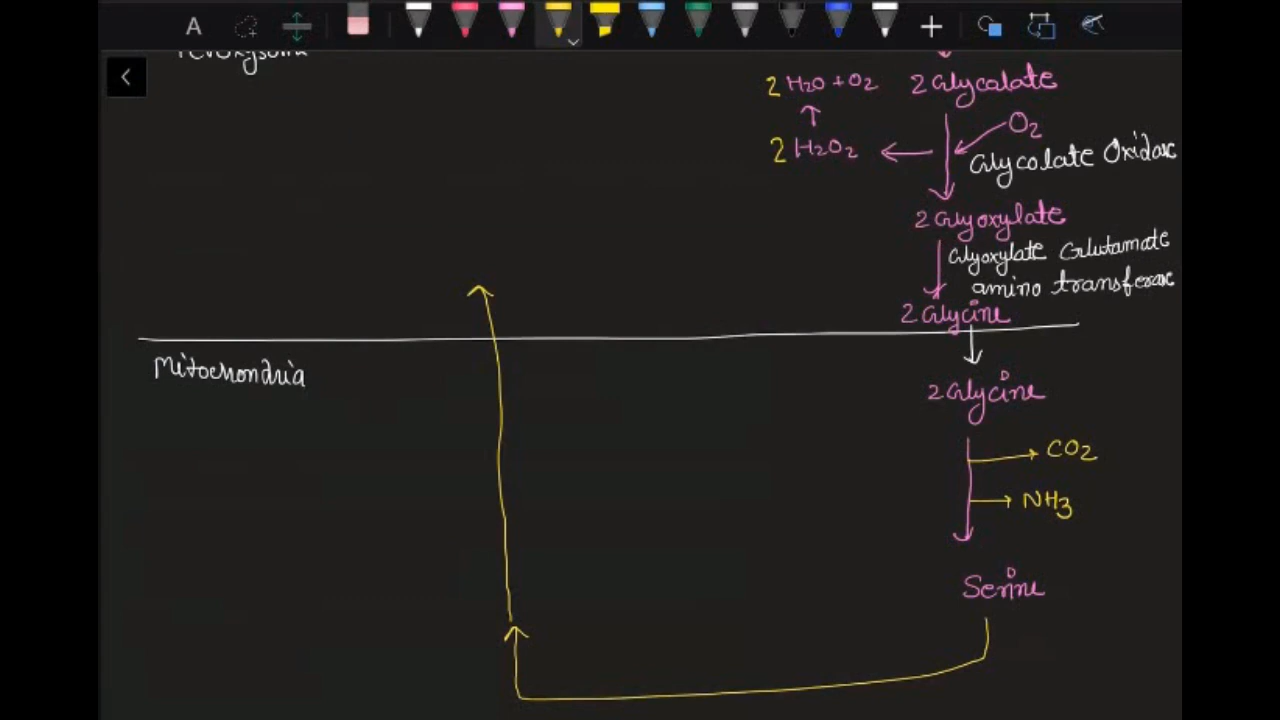 A
2 H2O + O2 2 Glycolate
O2
2 H2O2
Glycolate Oxidase
2 Glyoxylate
Glyoxylate Glutamate
amino transferase
2 Glycine
Mitochondria
2 Glycine
CO2
NH3
Serine